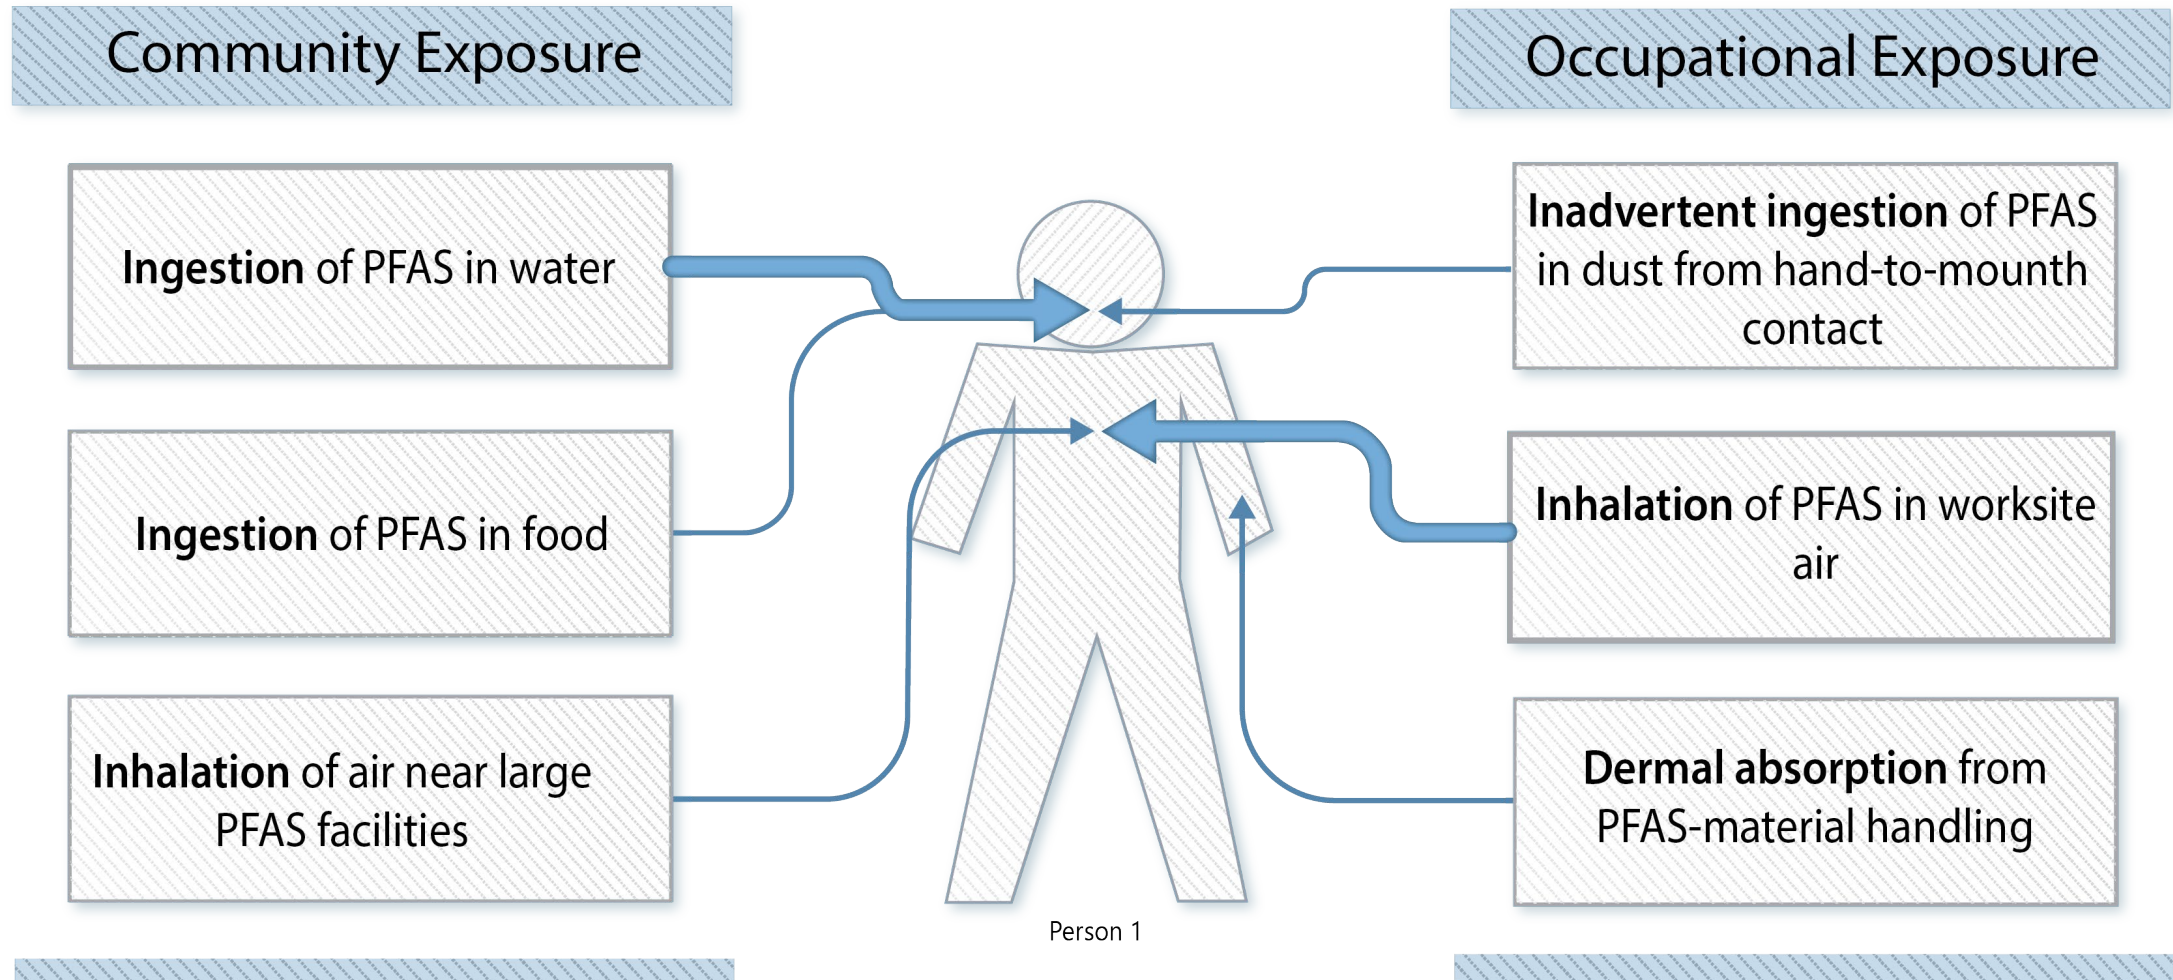 Community Exposure
Occupational Exposure
Ingestion of PFAS in water
Ingestion of PFAS in food
Inhalation of air near large
PFAS facilities
Inadvertent ingestion of PFAS
in dust from hand-to-mounth
contact
Inhalation of PFAS in worksite
air
Dermal absorption from
PFAS-material handling
Person 1